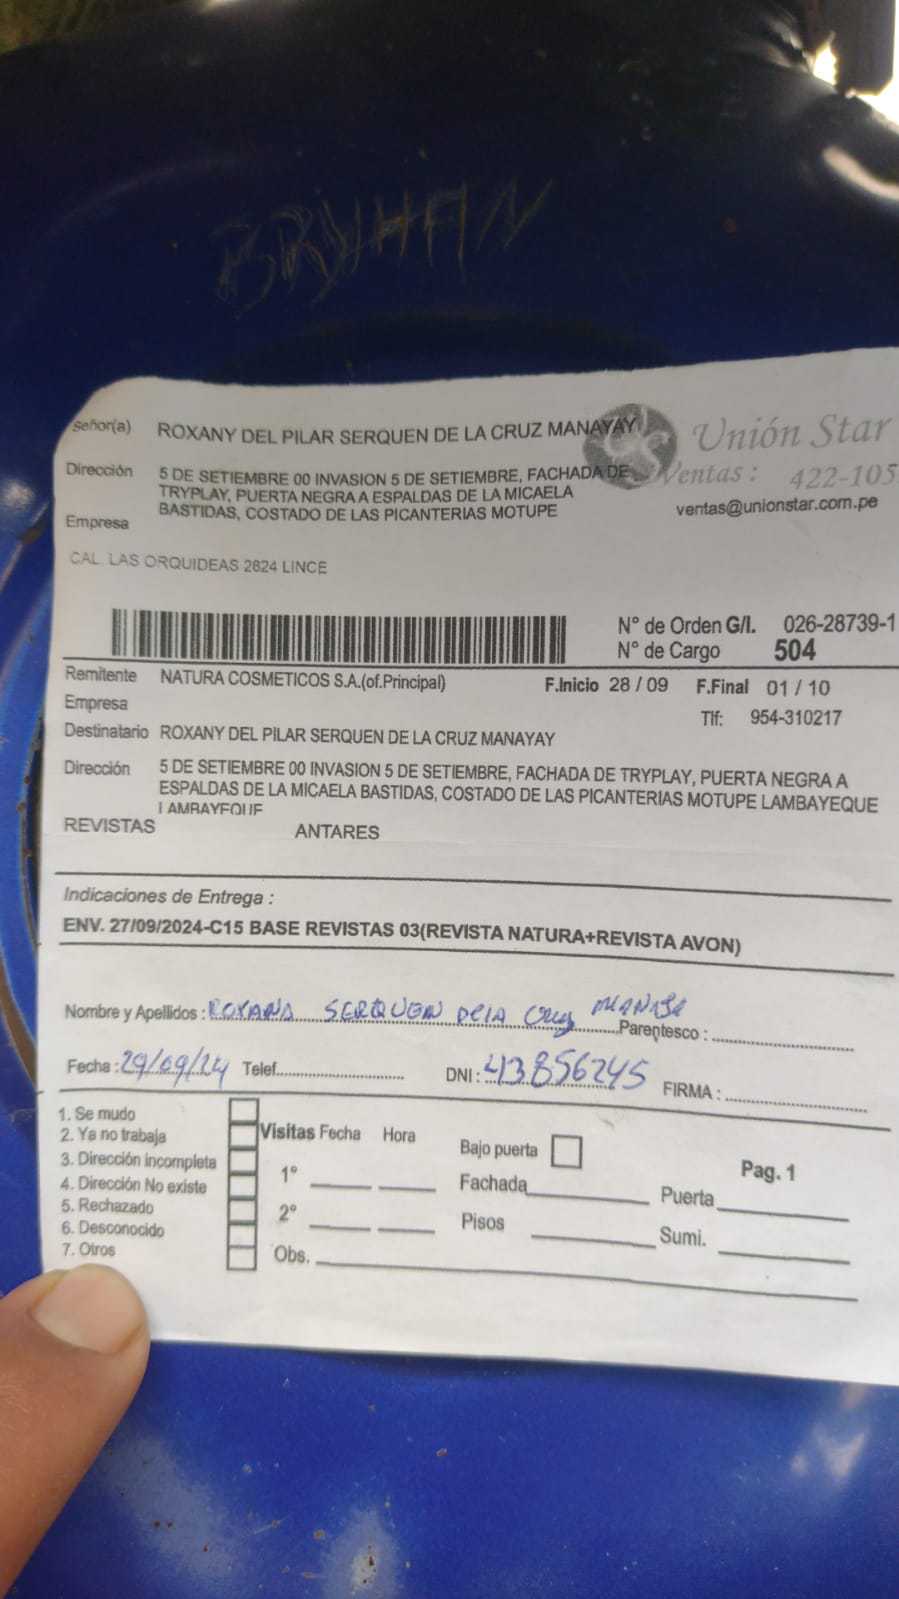 BRYHAN
Señor(a) ROXANY DEL PILAR SERQUEN DE LA CRUZ MANAYAY
Unión Star
Ventas : 422-105
ventas@unionstar.com.pe
Dirección 5 DE SETIEMBRE 00 INVASION 5 DE SETIEMBRE, FACHADA DE
TRYPLAY, PUERTA NEGRA A ESPALDAS DE LA MICAELA
BASTIDAS, COSTADO DE LAS PICANTERIAS MOTUPE
Empresa
CAL. LAS ORQUIDEAS 2624 LINCE
N° de Orden G/I. 026-28739-1
N° de Cargo 504
Remitente NATURA COSMETICOS S.A.(of.Principal) F.Inicio 28 / 09 F.Final 01 / 10
Empresa
Tlf: 954-310217
Destinatario ROXANY DEL PILAR SERQUEN DE LA CRUZ MANAYAY
Dirección 5 DE SETIEMBRE 00 INVASION 5 DE SETIEMBRE, FACHADA DE TRYPLAY, PUERTA NEGRA A
ESPALDAS DE LA MICAELA BASTIDAS, COSTADO DE LAS PICANTERIAS MOTUPE LAMBAYEQUE
LAMBAYEQUE
REVISTAS ANTARES
Indicaciones de Entrega :
ENV. 27/09/2024-C15 BASE REVISTAS 03(REVISTA NATURA+REVISTA AVON)
Nombre y Apellidos : ROXANA SERQUEN DE LA CRUZ Parentesco :
Fecha : 29/09/24 Telef. DNI : 43856245 FIRMA :
1. Se mudo
2. Ya no trabaja
3. Dirección incompleta
4. Dirección No existe
5. Rechazado
6. Desconocido
7. Otros
Visitas Fecha Hora
1°
2°
Obs.
Bajo puerta
Fachada
Pisos
Pag. 1
Puerta
Sumi.